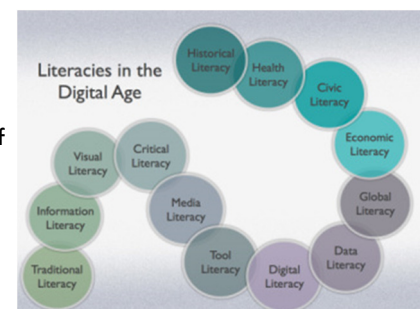 Literacies in the
Digital Age
Historical
Literacy
Health
Literacy
Civic
Literacy
Economic
Literacy
Global
Literacy
Data
Literacy
Digital
Literacy
Tool
Literacy
Media
Literacy
Critical
Literacy
Visual
Literacy
Information
Literacy
Traditional
Literacy
f